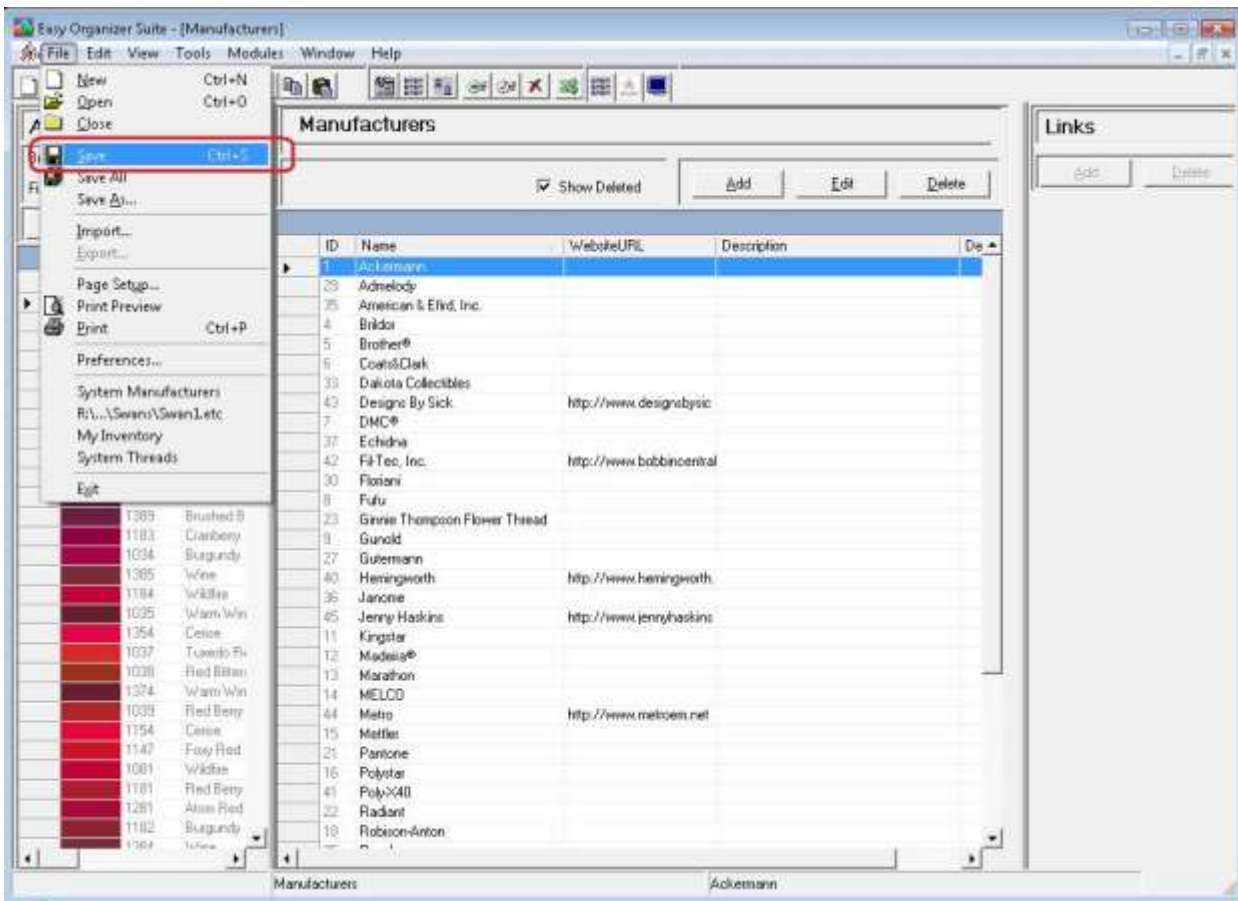 Easy Organizer Suite - [Manufacturers]
File Edit View Tools Modules Window Help
New Ctrl+N
Open Ctrl+O
Close
Save Ctrl+S
Save All
Save As...
Import...
Export...
Page Setup...
Print Preview
Print Ctrl+P
Preferences...
System Manufacturers
R:\...\Swans\Swan1.etc
My Inventory
System Threads
Exit
Manufacturers
Show Deleted Add Edit Delete
Links
Add Delete
ID Name WebsiteURL Description De
1 Ackermann
29 Admelody
35 American & Efird, Inc.
4 Brildor
5 Brother®
6 Coats&Clark
33 Dakota Collectibles
43 Designs By Sick http://www.designsbysic
7 DMC®
37 Echidna
42 Fil-Tec, Inc. http://www.bobbincentral
30 Floriani
8 Fufu
23 Ginnie Thompson Flower Thread
9 Gunold
27 Gutermann
40 Hemingworth http://www.hemingworth.
36 Janome
45 Jenny Haskins http://www.jennyhaskins
11 Kingstar
12 Madeira®
13 Marathon
14 MELCO
44 Metro http://www.metroem.net
15 Mettler
21 Pantone
16 Polystar
41 Poly-X40
22 Radiant
18 Robison-Anton
1389 Brushed B
1183 Cranberry
1034 Burgundy
1385 Wine
1184 Wildfire
1035 Warm Win
1354 Cerise
1037 Tuxedo
1038 Red Bitter
1374 Warm Win
1039 Red Berry
1154 Cerise
1147 Foxy Red
1081 Wildfire
1181 Red Berry
1281 Atom Red
1182 Burgundy
1384 Wine
Manufacturers Ackermann